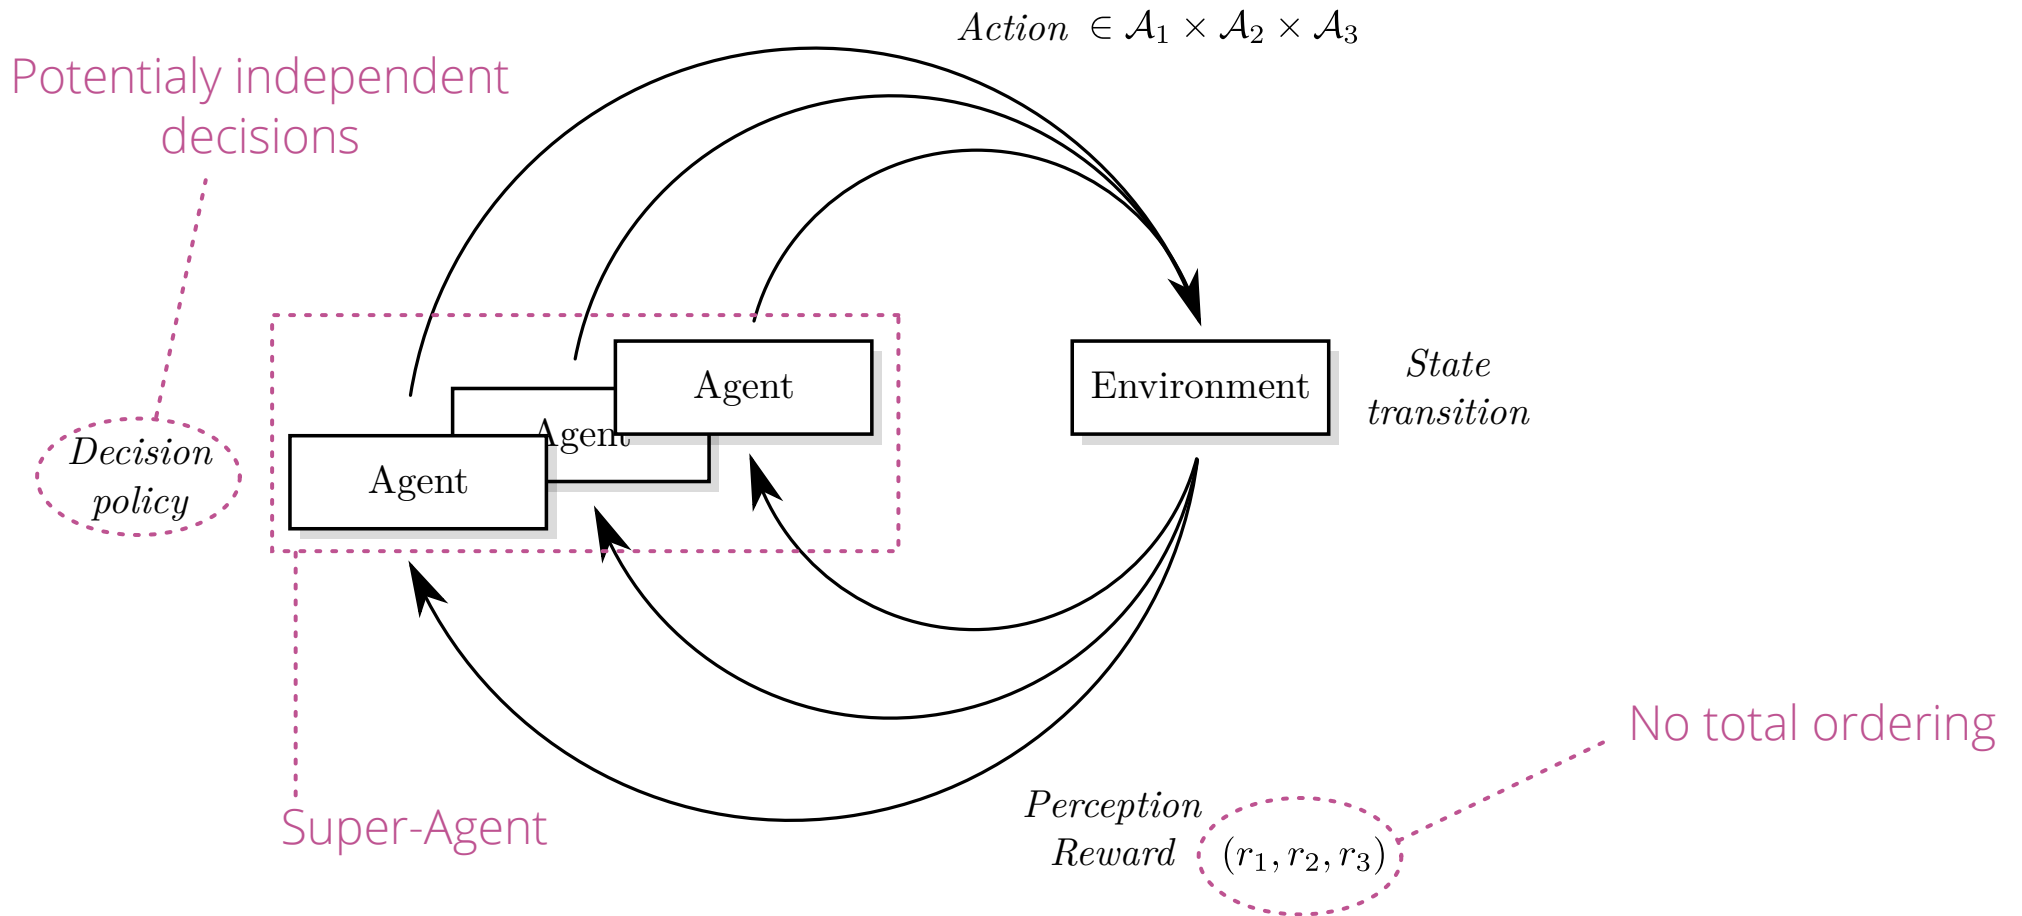 Action ∈ 𝒜₁ × 𝒜₂ × 𝒜₃
Potentialy independent
decisions
Agent
Agent
Agent
Environment
State
transition
Decision
policy
Super-Agent
No total ordering
Perception
Reward (r₁, r₂, r₃)